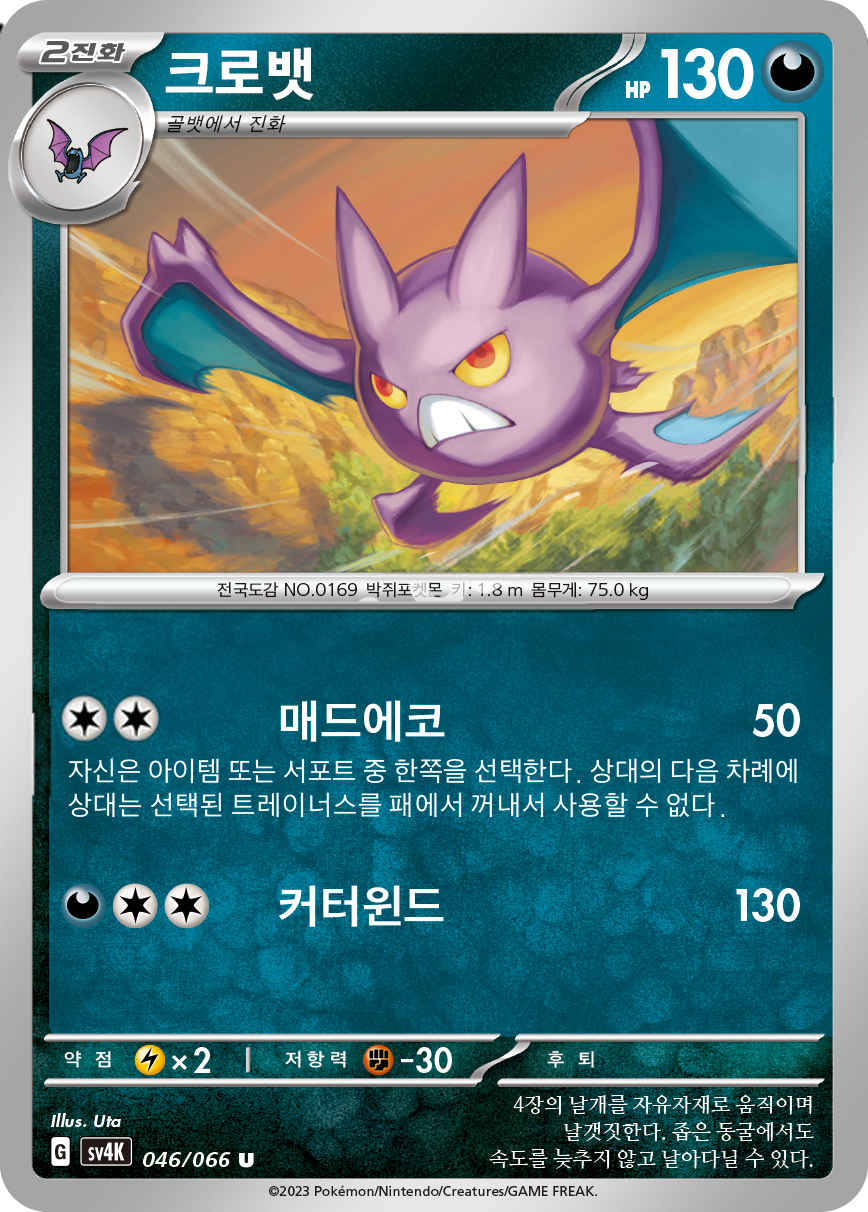 2진화
크로뱃
HP 130
골뱃에서 진화
전국도감 NO.0169 박쥐포켓몬 키: 1.8 m 몸무게: 75.0 kg
매드에코 50
자신은 아이템 또는 서포트 중 한쪽을 선택한다. 상대의 다음 차례에
상대는 선택된 트레이너스를 패에서 꺼내서 사용할 수 없다.
커터윈드 130
약점 ×2 저항력 -30 후퇴
4장의 날개를 자유자재로 움직이며
날갯짓한다. 좁은 동굴에서도
속도를 늦추지 않고 날아다닐 수 있다.
Illus. Uta
G sv4K 046/066 U
©2023 Pokémon/Nintendo/Creatures/GAME FREAK.